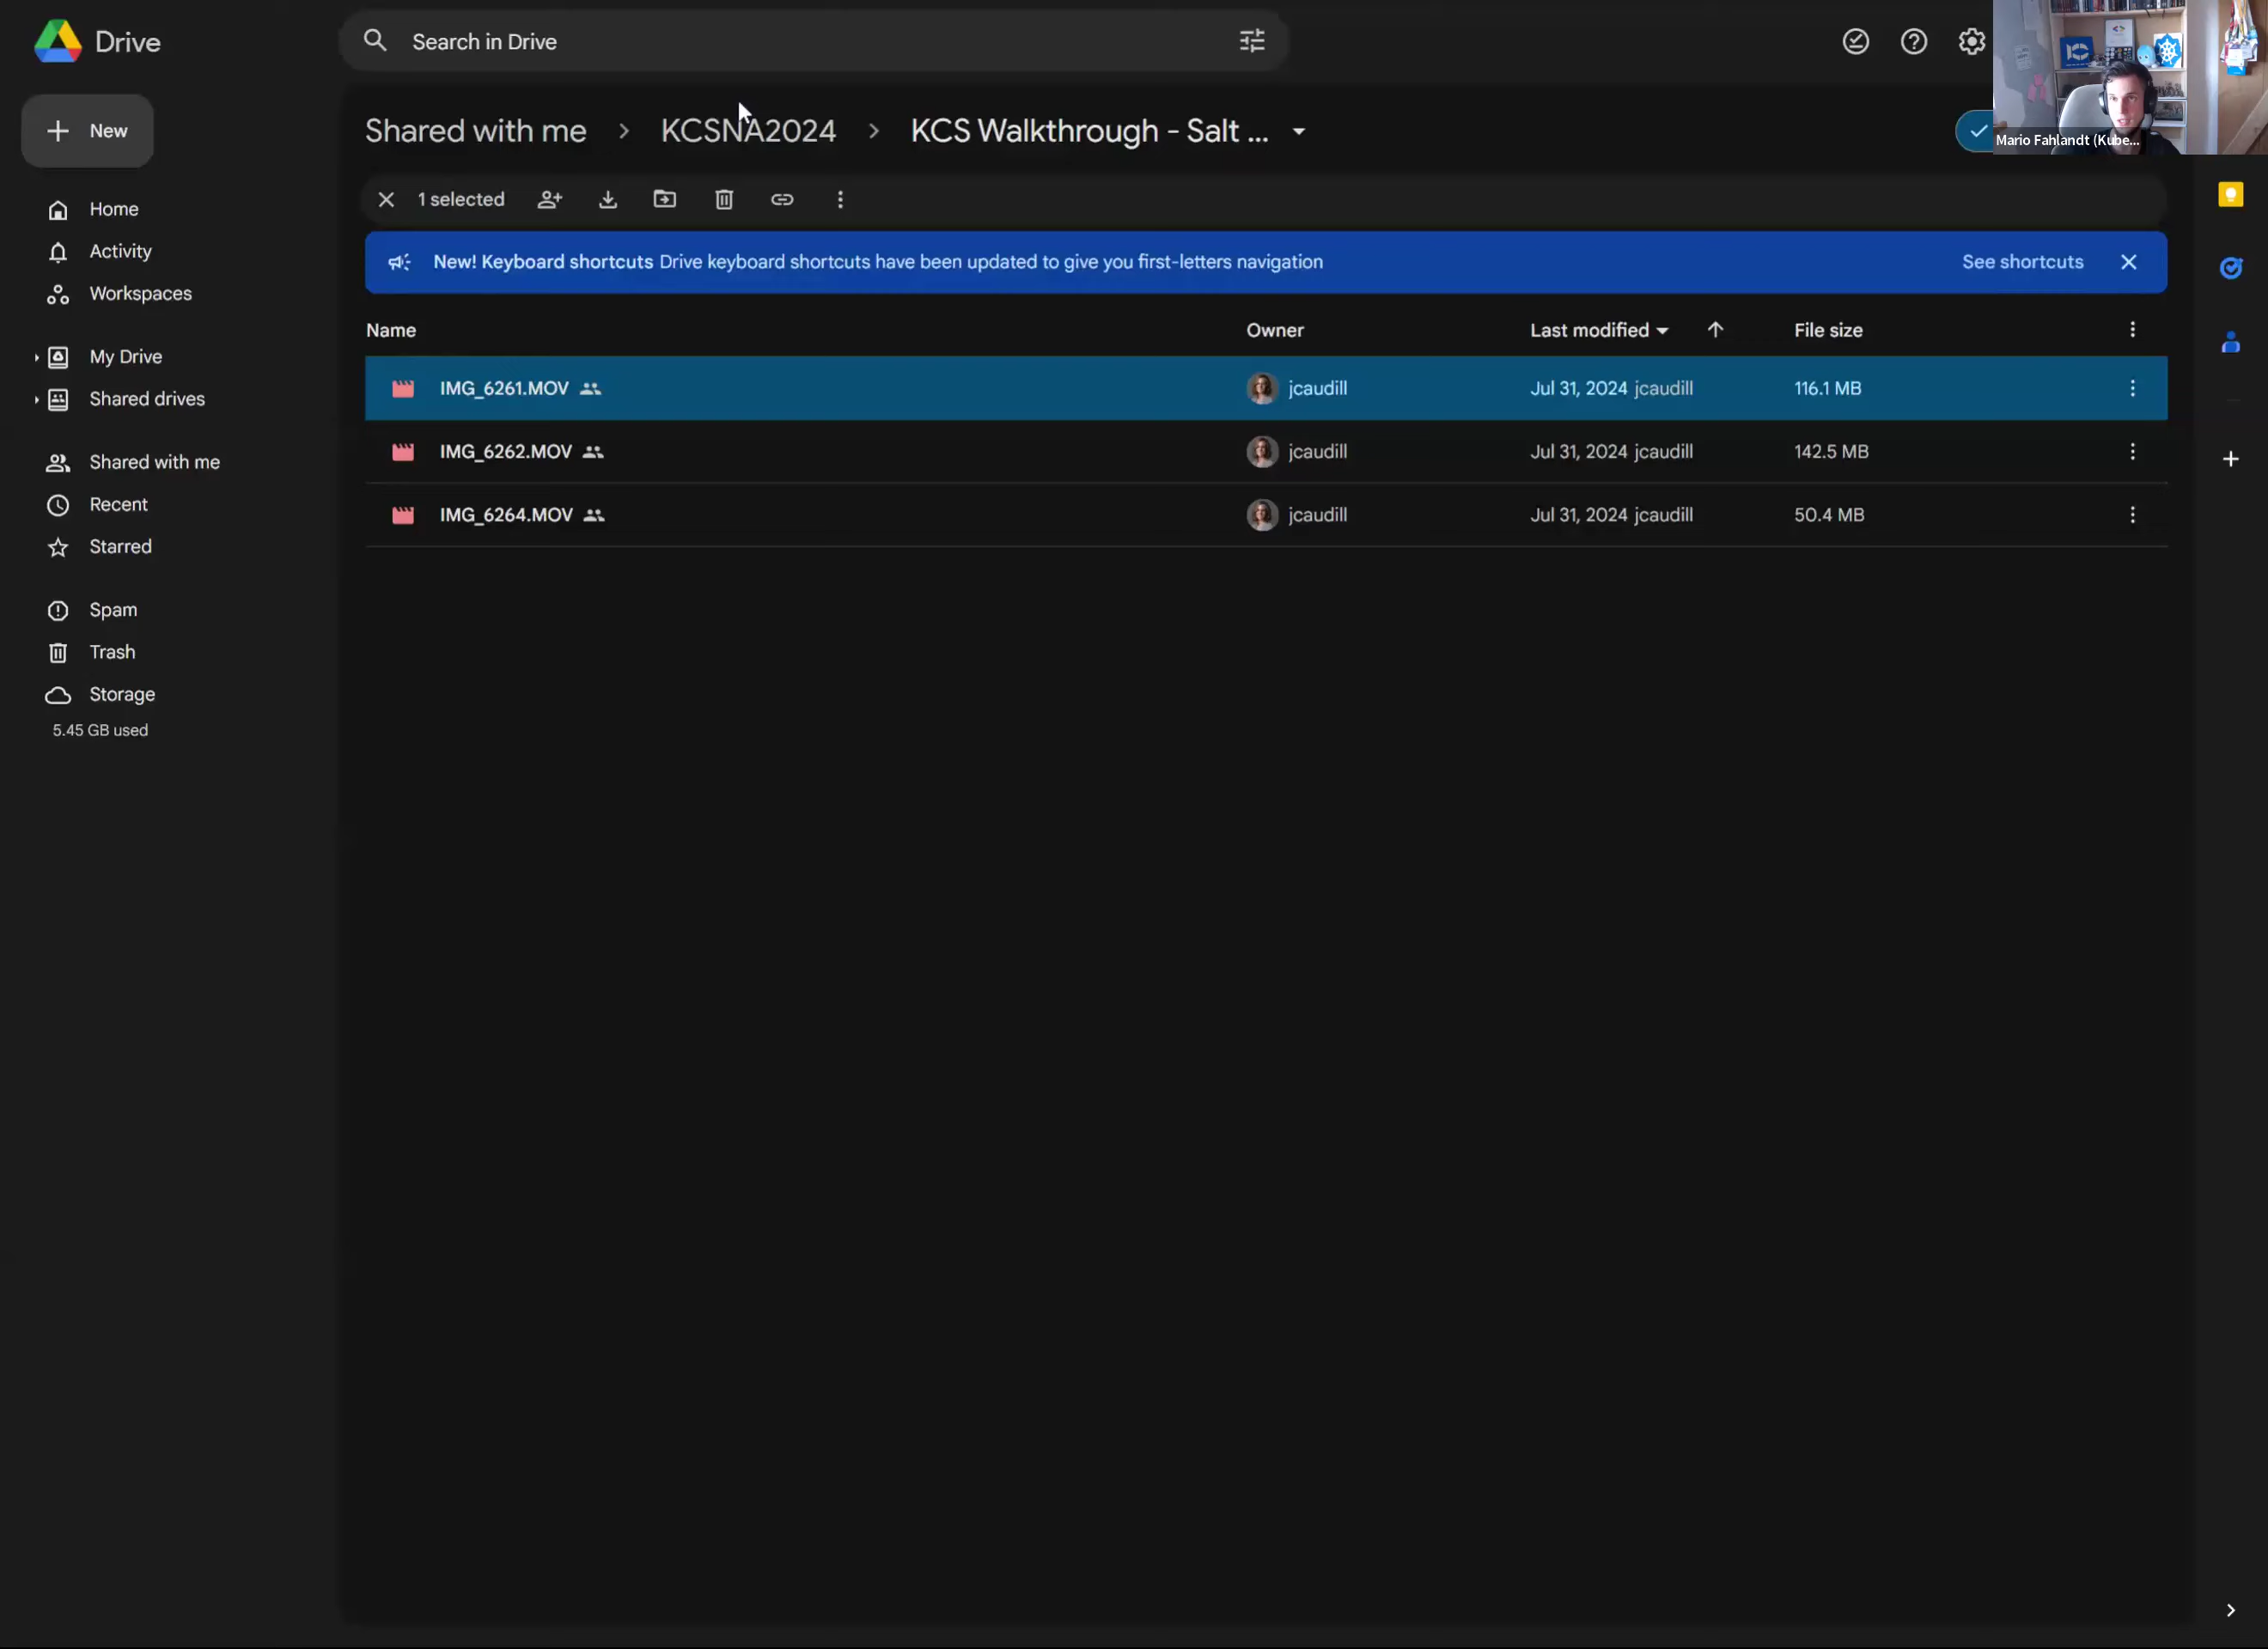 Drive
Search in Drive
Mario Fahlandt (Kube...
New
Shared with me
KCSNA2024
KCS Walkthrough - Salt ...
1 selected
New! Keyboard shortcuts Drive keyboard shortcuts have been updated to give you first-letters navigation
See shortcuts
Home
Activity
Workspaces
My Drive
Shared drives
Shared with me
Recent
Starred
Spam
Trash
Storage
5.45 GB used
Name Owner Last modified File size
IMG_6261.MOV jcaudill Jul 31, 2024 jcaudill 116.1 MB
IMG_6262.MOV jcaudill Jul 31, 2024 jcaudill 142.5 MB
IMG_6264.MOV jcaudill Jul 31, 2024 jcaudill 50.4 MB